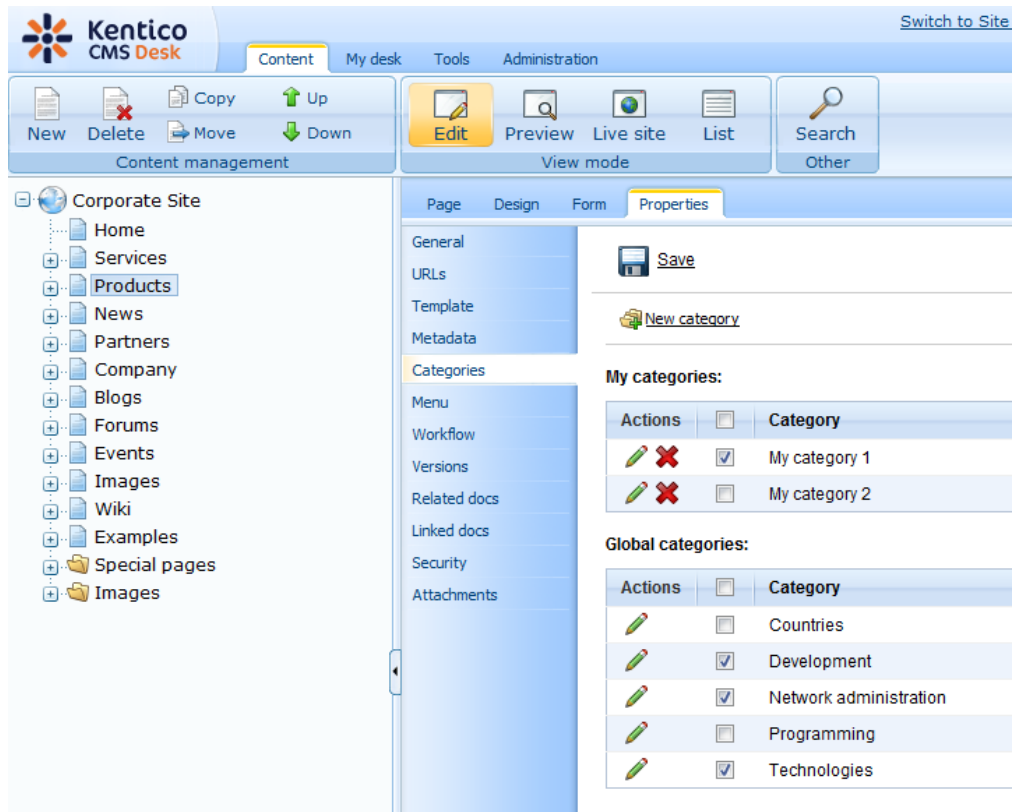 Kentico
CMS Desk
Switch to Site
Content My desk Tools Administration
New Delete Copy Move Up Down
Content management
Edit Preview Live site List
View mode
Search
Other
Corporate Site
Home
Services
Products
News
Partners
Company
Blogs
Forums
Events
Images
Wiki
Examples
Special pages
Images
Page Design Form Properties
General
URLs
Template
Metadata
Categories
Menu
Workflow
Versions
Related docs
Linked docs
Security
Attachments
Save
New category
My categories:
Actions Category
My category 1
My category 2
Global categories:
Actions Category
Countries
Development
Network administration
Programming
Technologies